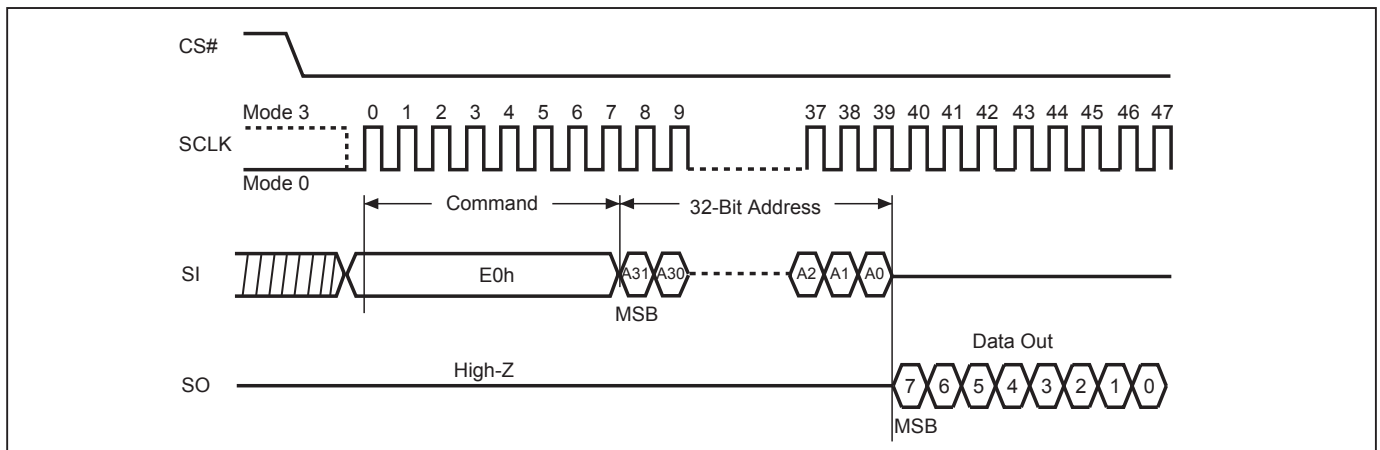 CS#
Mode 3
0 1 2 3 4 5 6 7 8 9 37 38 39 40 41 42 43 44 45 46 47
SCLK
Mode 0
Command
32-Bit Address
SI
E0h
A31 A30 A2 A1 A0
MSB
Data Out
High-Z
SO
7 6 5 4 3 2 1 0
MSB